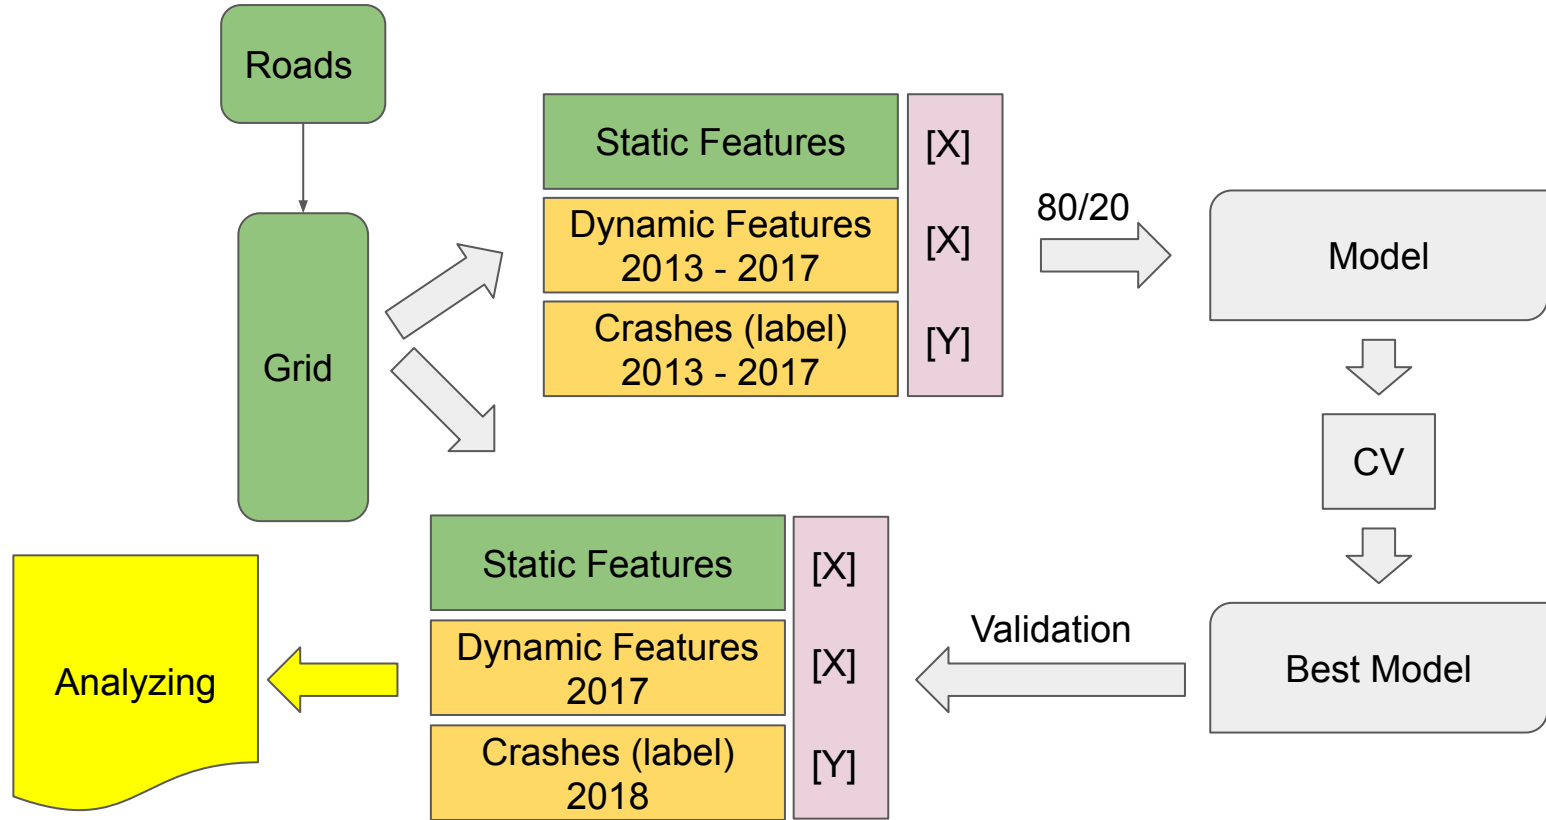 Roads
Grid
Static Features
[X]
Dynamic Features
2013 - 2017
[X]
Crashes (label)
2013 - 2017
[Y]
80/20
Model
CV
Best Model
Validation
Static Features
[X]
Dynamic Features
2017
[X]
Crashes (label)
2018
[Y]
Analyzing